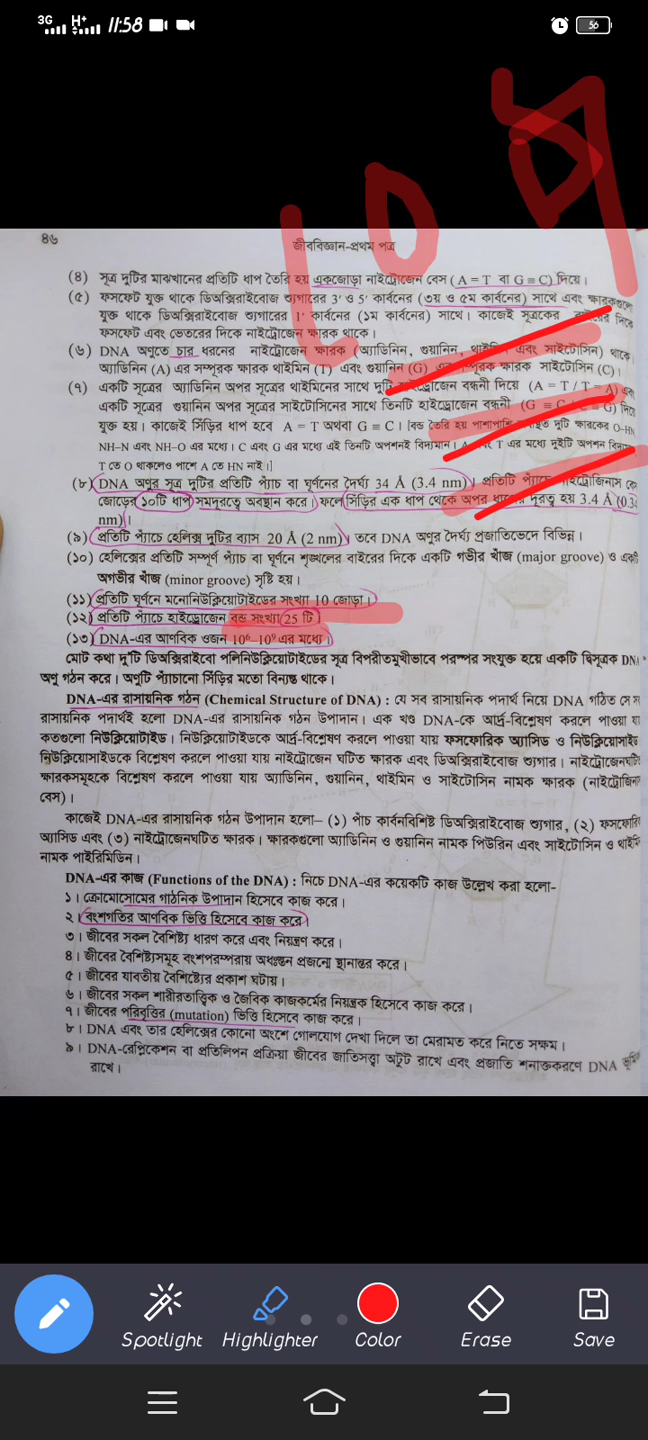 3G H+ 11:58 56
৪৬
জীববিজ্ঞান-প্রথম পত্র
(৪) সূত্র দুটির মাঝখানের প্রতিটি ধাপ তৈরি হয় একজোড়া নাইট্রোজেন বেস (A = T বা G ≡ C) দিয়ে।
(৫) ফসফেট যুক্ত থাকে ডিঅক্সিরাইবোজ শ্যুগারের 3' ও 5' কার্বনের (৩য় ও ৫ম কার্বনের) সাথে এবং ক্ষারকগুলো
যুক্ত থাকে ডিঅক্সিরাইবোজ শ্যুগারের 1' কার্বনের (১ম কার্বনের) সাথে। কাজেই সূত্রকের দিকে
ফসফেট এবং ভেতরের দিকে নাইট্রোজেন ক্ষারক থাকে।
(৬) DNA অণুতে চার ধরনের নাইট্রোজেন ক্ষারক (অ্যাডিনিন, গুয়ানিন, থাইমিন এবং সাইটোসিন) থাকে।
অ্যাডিনিন (A) এর সম্পূরক ক্ষারক থাইমিন (T) এবং গুয়ানিন (G) ক্ষারক সাইটোসিন (C)।
(৭) একটি সূত্রের অ্যাডিনিন অপর সূত্রের থাইমিনের সাথে দুটি হাইড্রোজেন বন্ধনী দিয়ে (A = T / T = A) এবং
একটি সূত্রের গুয়ানিন অপর সূত্রের সাইটোসিনের সাথে তিনটি হাইড্রোজেন বন্ধনী (G ≡ C G) দিয়ে
যুক্ত হয়। কাজেই সিঁড়ির ধাপ হবে A = T অথবা G ≡ C। [বন্ড তৈরি হয় পাশাপাশি দুটি ক্ষারকের O-HN
NH–N এবং NH–O এর মধ্যে। C এবং G এর মধ্যে এই তিনটি অপশনই বিদ্যমান। T এর মধ্যে দুইটি অপশন বিদ্যমান
T তে O থাকলেও পাশে A তে HN নাই।]
(৮) DNA অণুর সূত্র দুটির প্রতিটি প্যাঁচ বা ঘূর্ণনের দৈর্ঘ্য 34 Å (3.4 nm)। প্রতিটি প্যাঁচে
জোড়ের ১০টি ধাপ সমদূরত্বে অবস্থান করে। ফলে সিঁড়ির এক ধাপ থেকে অপর ধাপের দূরত্ব হয় 3.4 Å (0.34
nm)।
(৯) প্রতিটি প্যাঁচে হেলিক্স দুটির ব্যাস 20 Å (2 nm)। তবে DNA অণুর দৈর্ঘ্য প্রজাতিভেদে বিভিন্ন।
(১০) হেলিক্সের প্রতিটি সম্পূর্ণ প্যাঁচ বা ঘূর্ণনে শৃঙ্খলের বাইরের দিকে একটি গভীর খাঁজ (major groove) ও একটি
অগভীর খাঁজ (minor groove) সৃষ্টি হয়।
(১১) প্রতিটি ঘূর্ণনে মনোনিউক্লিয়োটাইডের সংখ্যা 10 জোড়া।
(১২) প্রতিটি প্যাঁচে হাইড্রোজেন বন্ড সংখ্যা 25 টি।
(১৩) DNA-এর আণবিক ওজন 10⁶–10⁹ এর মধ্যে।
মোট কথা দু'টি ডিঅক্সিরাইবো পলিনিউক্লিয়োটাইডের সূত্র বিপরীতমুখীভাবে পরস্পর সংযুক্ত হয়ে একটি দ্বিসূত্রক DNA
অণু গঠন করে। অণুটি প্যাঁচানো সিঁড়ির মতো বিন্যস্ত থাকে।
DNA-এর রাসায়নিক গঠন (Chemical Structure of DNA) : যে সব রাসায়নিক পদার্থ নিয়ে DNA গঠিত সে স
রাসায়নিক পদার্থই হলো DNA-এর রাসায়নিক গঠন উপাদান। এক খণ্ড DNA-কে আর্দ্র-বিশ্লেষণ করলে পাওয়া যা
কতগুলো নিউক্লিয়োটাইড। নিউক্লিয়োটাইডকে আর্দ্র-বিশ্লেষণ করলে পাওয়া যায় ফসফোরিক অ্যাসিড ও নিউক্লিয়োসাইড
নিউক্লিয়োসাইডকে বিশ্লেষণ করলে পাওয়া যায় নাইট্রোজেন ঘটিত ক্ষারক এবং ডিঅক্সিরাইবোজ শ্যুগার। নাইট্রোজেনঘটিত
ক্ষারকসমূহকে বিশ্লেষণ করলে পাওয়া যায় অ্যাডিনিন, গুয়ানিন, থাইমিন ও সাইটোসিন নামক ক্ষারক (নাইট্রোজিনাস
বেস)।
কাজেই DNA-এর রাসায়নিক গঠন উপাদান হলো– (১) পাঁচ কার্বনবিশিষ্ট ডিঅক্সিরাইবোজ শ্যুগার, (২) ফসফোরিক
অ্যাসিড এবং (৩) নাইট্রোজেনঘটিত ক্ষারক। ক্ষারকগুলো অ্যাডিনিন ও গুয়ানিন নামক পিউরিন এবং সাইটোসিন ও থাইমিন
নামক পাইরিমিডিন।
DNA-এর কাজ (Functions of the DNA) : নিচে DNA-এর কয়েকটি কাজ উল্লেখ করা হলো-
১। ক্রোমোসোমের গাঠনিক উপাদান হিসেবে কাজ করে।
২। বংশগতির আণবিক ভিত্তি হিসেবে কাজ করে।
৩। জীবের সকল বৈশিষ্ট্য ধারণ করে এবং নিয়ন্ত্রণ করে।
৪। জীবের বৈশিষ্ট্যসমূহ বংশপরম্পরায় অধঃস্তন প্রজন্মে স্থানান্তর করে।
৫। জীবের যাবতীয় বৈশিষ্ট্যের প্রকাশ ঘটায়।
৬। জীবের সকল শারীরতাত্ত্বিক ও জৈবিক কাজকর্মের নিয়ন্ত্রক হিসেবে কাজ করে।
৭। জীবের পরিবৃত্তির (mutation) ভিত্তি হিসেবে কাজ করে।
৮। DNA এবং তার হেলিক্সের কোনো অংশে গোলযোগ দেখা দিলে তা মেরামত করে নিতে সক্ষম।
৯। DNA-রেপ্লিকেশন বা প্রতিলিপন প্রক্রিয়া জীবের জাতিসত্ত্বা অটুট রাখে এবং প্রজাতি শনাক্তকরণে DNA ভূমিকা
রাখে।
Spotlight Highlighter Color Erase Save